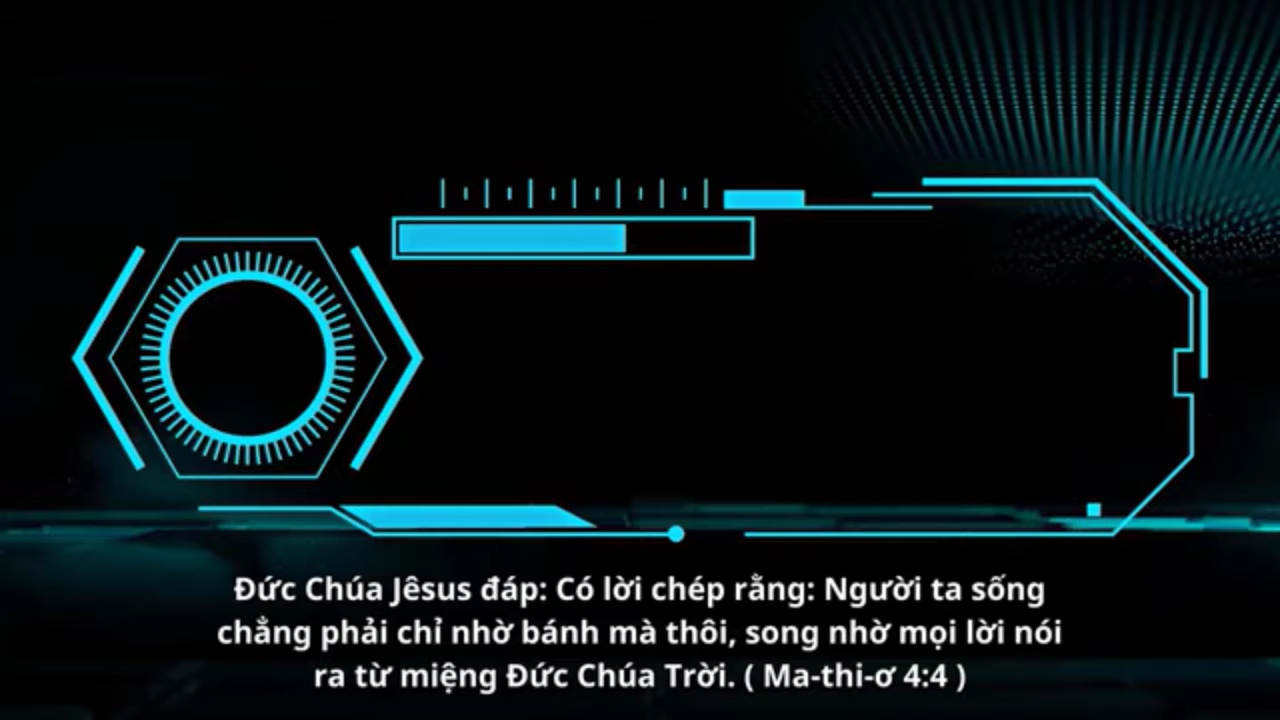 Đức Chúa Jêsus đáp: Có lời chép rằng: Người ta sống
chẳng phải chỉ nhờ bánh mà thôi, song nhờ mọi lời nói
ra từ miệng Đức Chúa Trời. ( Ma-thi-ơ 4:4 )